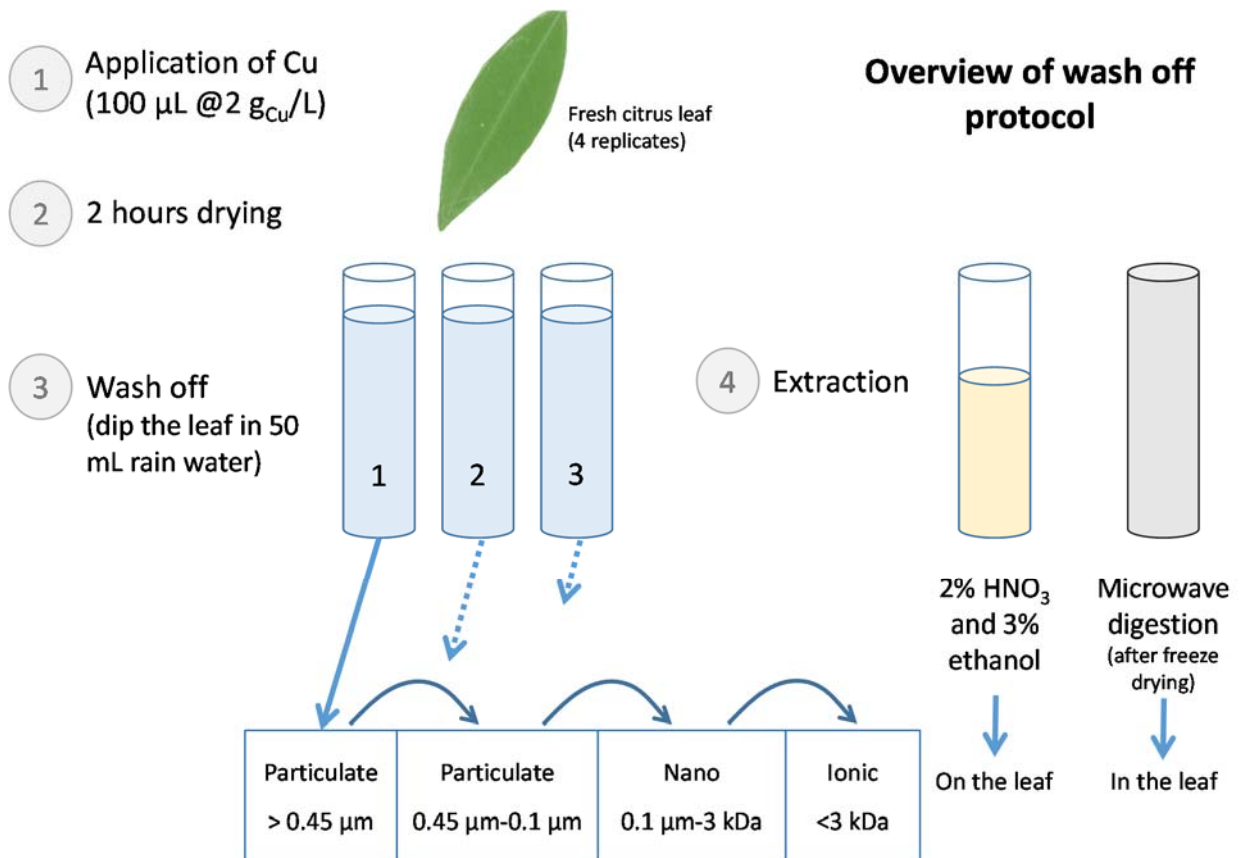 Overview of wash off
protocol
1
Application of Cu
(100 µL @2 g_Cu/L)
Fresh citrus leaf
(4 replicates)
2
2 hours drying
3
Wash off
(dip the leaf in 50
mL rain water)
1
2
3
4
Extraction
2% HNO₃
and 3%
ethanol
Microwave
digestion
(after freeze
drying)
On the leaf
In the leaf
Particulate
> 0.45 µm
Particulate
0.45 µm-0.1 µm
Nano
0.1 µm-3 kDa
Ionic
<3 kDa